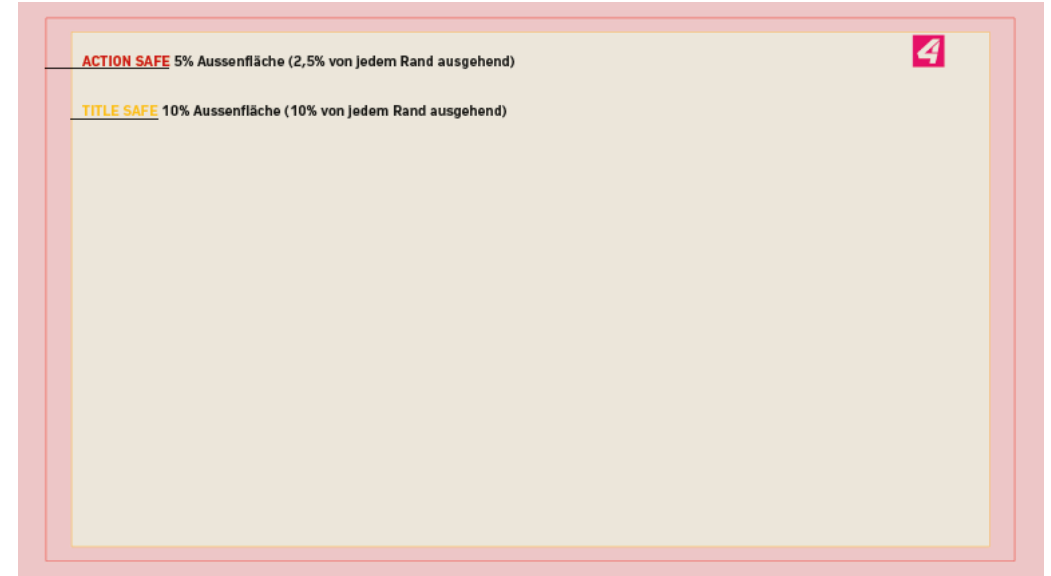 4
ACTION SAFE 5% Aussenfläche (2,5% von jedem Rand ausgehend)
TITLE SAFE 10% Aussenfläche (10% von jedem Rand ausgehend)